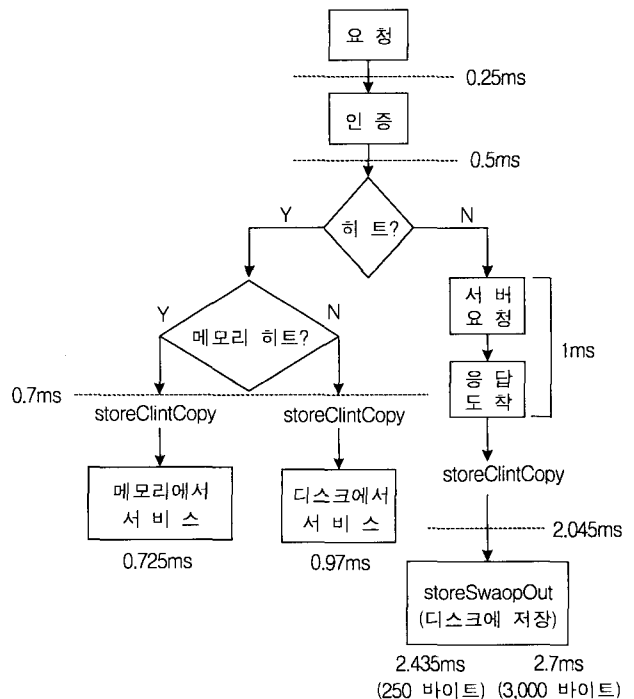 요 청
0.25ms
인 증
0.5ms
히 트?
Y
N
메모리 히트?
Y
N
서 버
요 청
1ms
응 답
도 착
0.7ms
storeClintCopy
storeClintCopy
storeClintCopy
메모리에서
서 비 스
디스크에서
서 비 스
0.725ms
0.97ms
2.045ms
storeSwaopOut
(디스크에 저장)
2.435ms
(250 바이트)
2.7ms
(3,000 바이트)